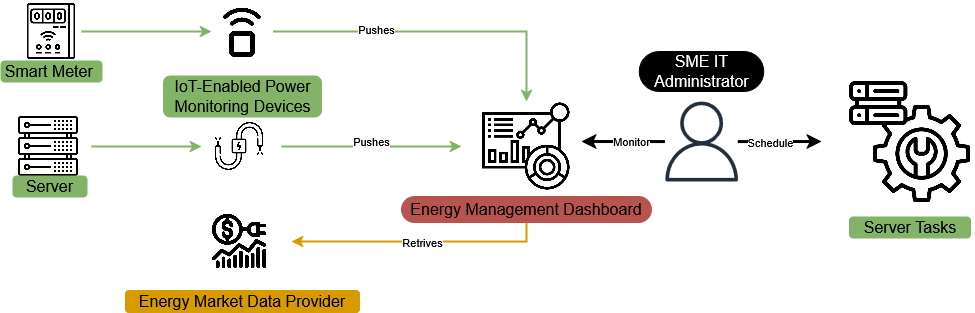 000
Smart Meter
IoT-Enabled Power
Monitoring Devices
Pushes
SME IT
Administrator
Server
Pushes
Monitor
Schedule
Energy Management Dashboard
Server Tasks
$
Retrives
Energy Market Data Provider